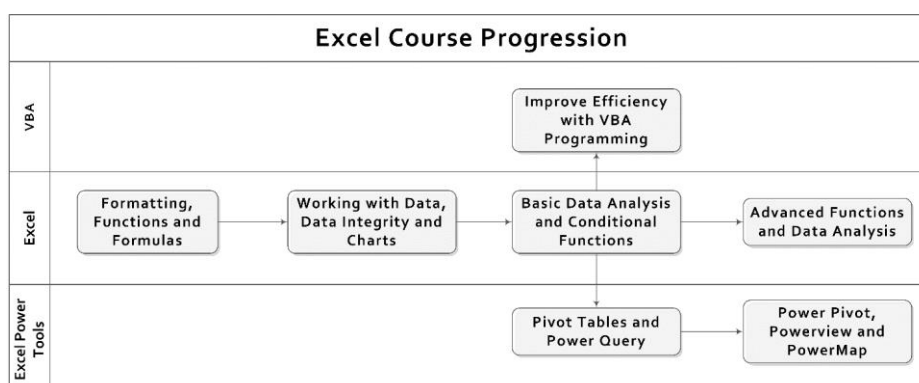 Excel Course Progression
VBA
Improve Efficiency
with VBA
Programming
Excel
Formatting,
Functions and
Formulas
Working with Data,
Data Integrity and
Charts
Basic Data Analysis
and Conditional
Functions
Advanced Functions
and Data Analysis
Excel Power
Tools
Pivot Tables and
Power Query
Power Pivot,
Powerview and
PowerMap